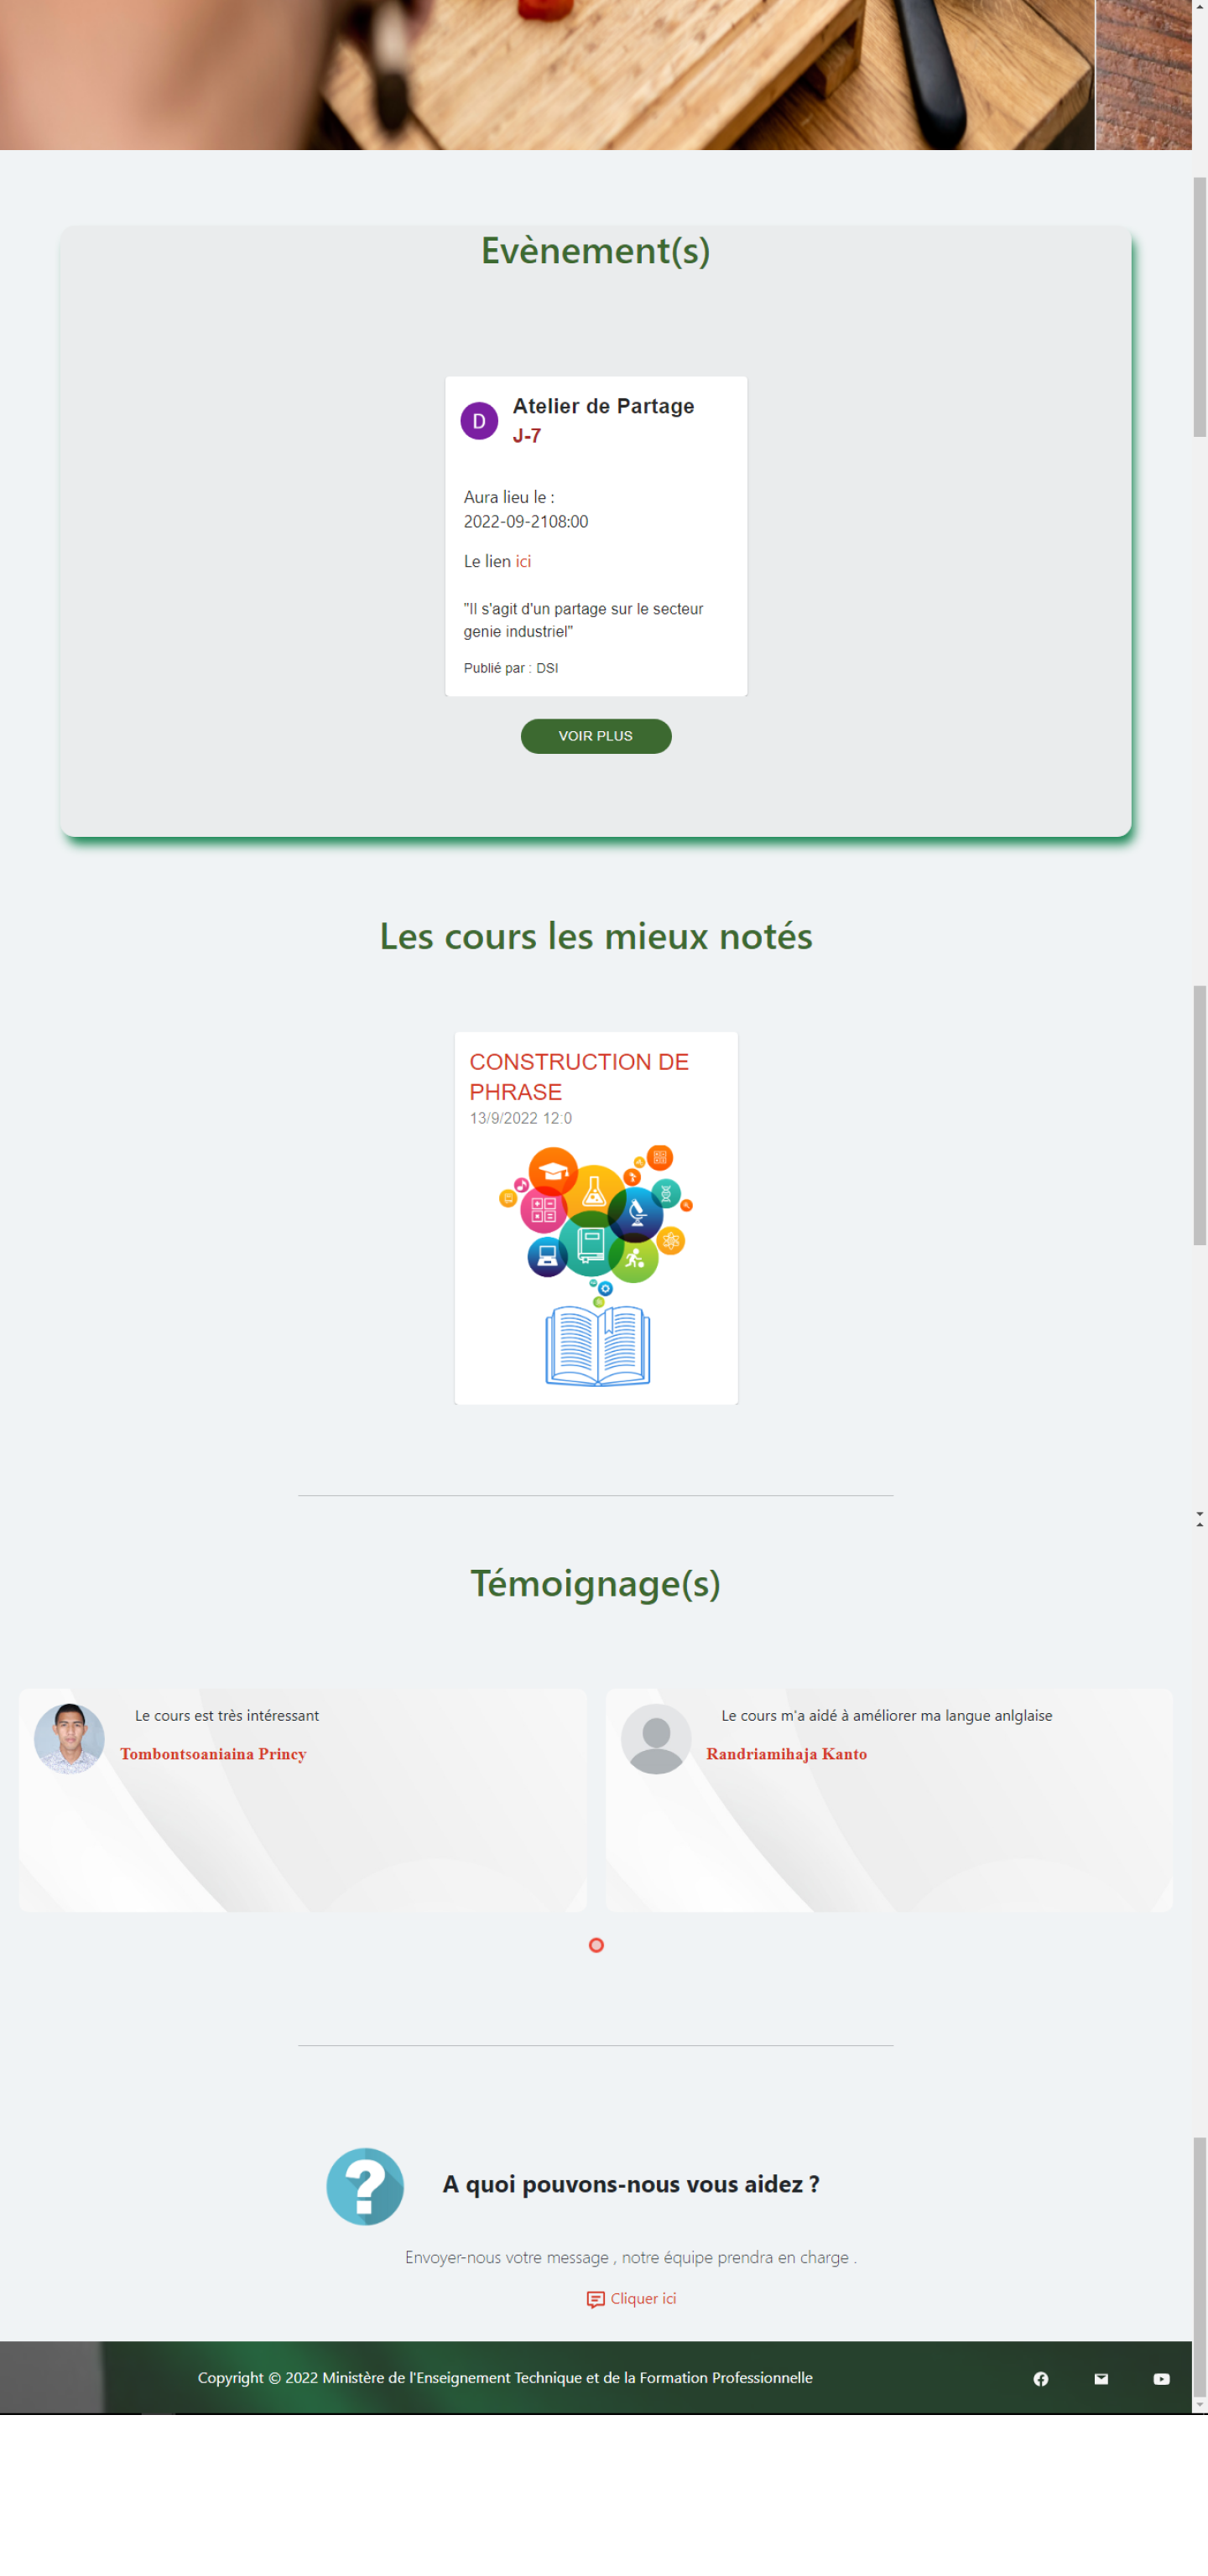 Evènement(s)
D
Atelier de Partage
J-7
Aura lieu le :
2022-09-2108:00
Le lien ici
"Il s'agit d'un partage sur le secteur
genie industriel"
Publié par : DSI
VOIR PLUS
Les cours les mieux notés
CONSTRUCTION DE
PHRASE
13/9/2022 12:0
Témoignage(s)
Le cours est très intéressant
Tombontsoaniaina Princy
Le cours m'a aidé à améliorer ma langue anlglaise
Randriamihaja Kanto
?
A quoi pouvons-nous vous aidez ?
Envoyer-nous votre message , notre équipe prendra en charge .
Cliquer ici
Copyright © 2022 Ministère de l'Enseignement Technique et de la Formation Professionnelle